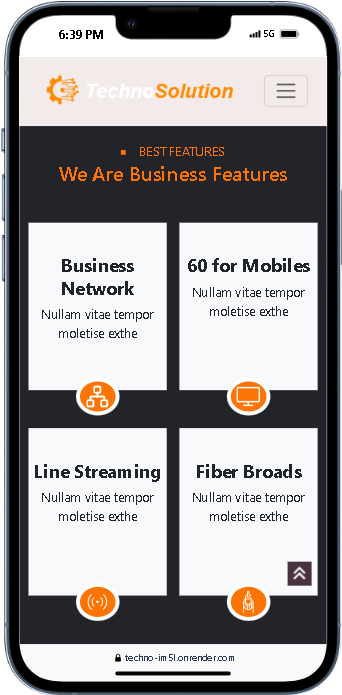 6:39 PM
5G
TechnoSolution
BEST FEATURES
We Are Business Features
Business
Network
Nullam vitae tempor
moletise exthe
60 for Mobiles
Nullam vitae tempor
moletise exthe
Line Streaming
Nullam vitae tempor
moletise exthe
Fiber Broads
Nullam vitae tempor
moletise exthe
techno-im5l.onrender.com